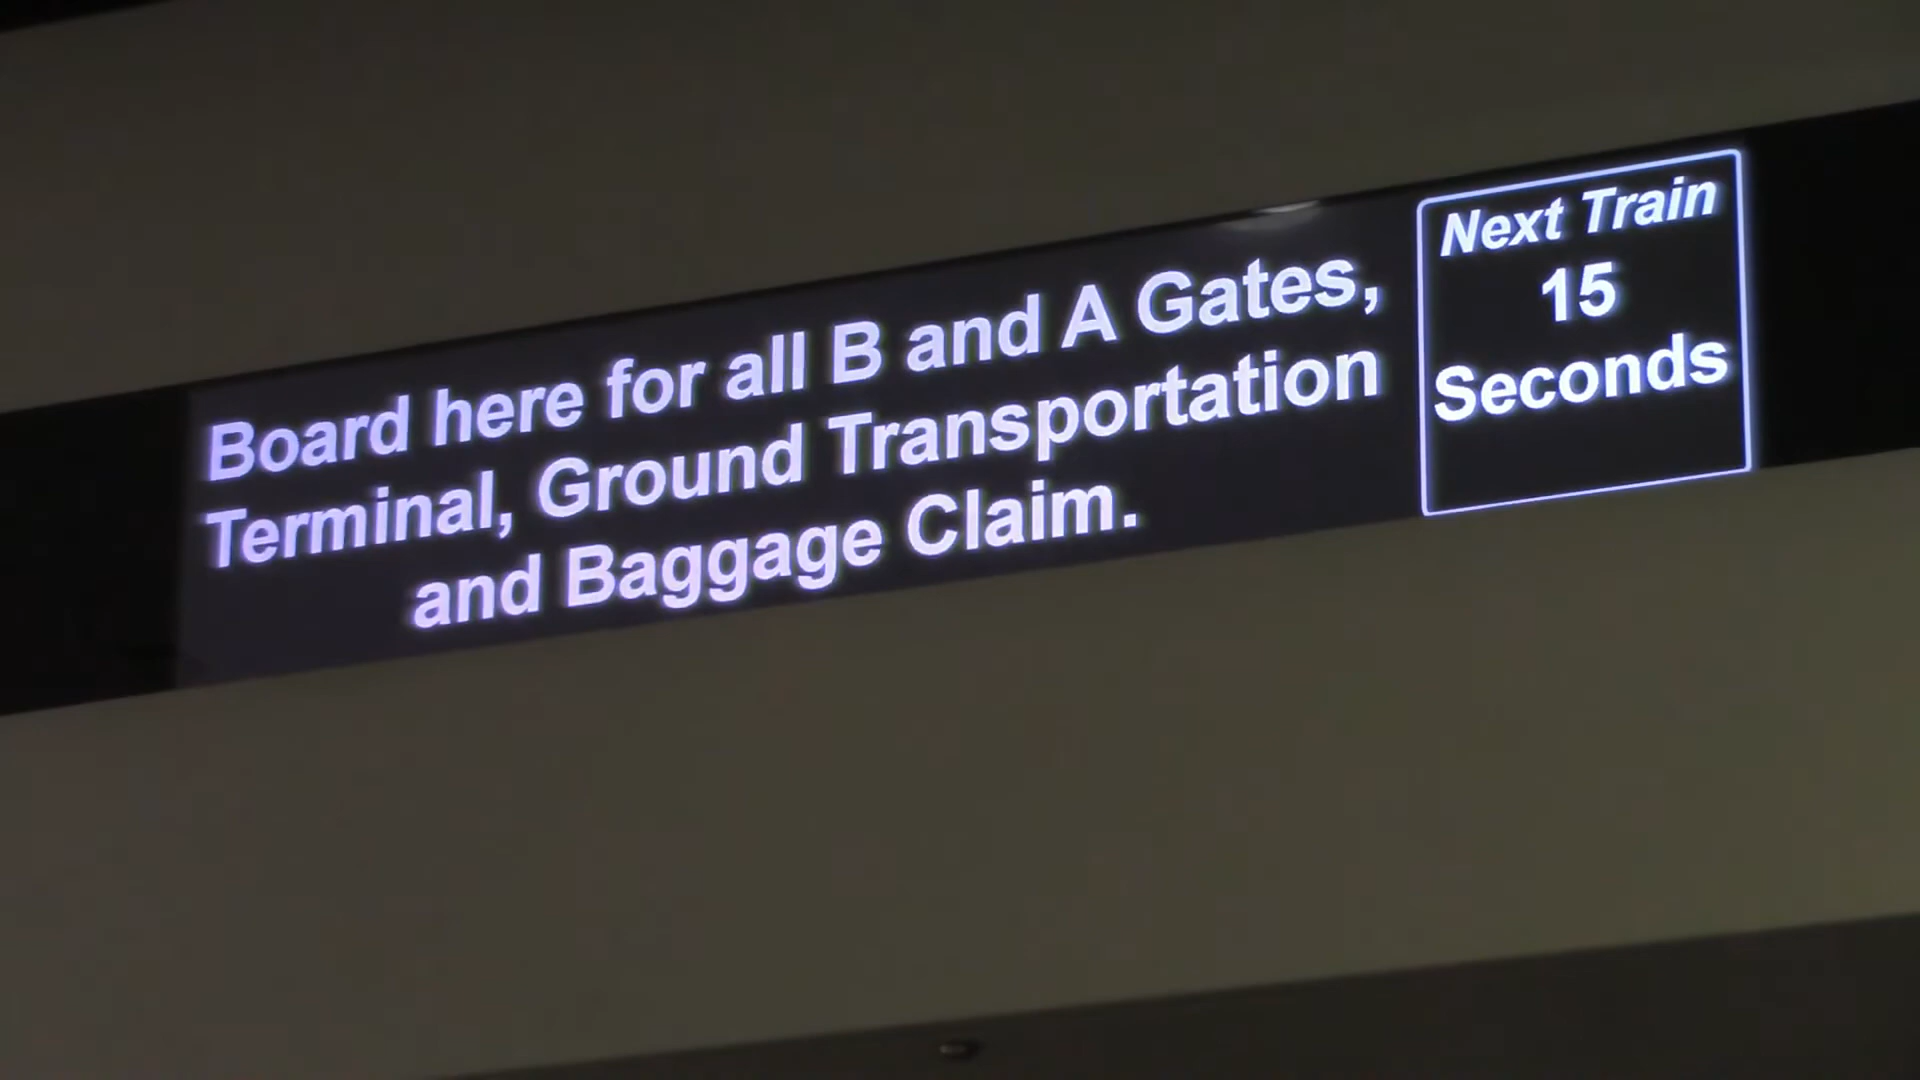 Board here for all B and A Gates,
Terminal, Ground Transportation
and Baggage Claim.
Next Train
15
Seconds